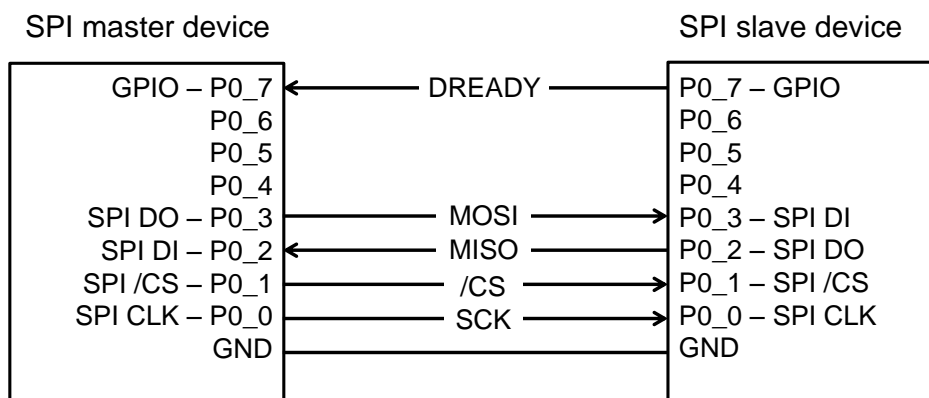 SPI master device SPI slave device
GPIO – P0_7 DREADY P0_7 – GPIO
P0_6 P0_6
P0_5 P0_5
P0_4 P0_4
SPI DO – P0_3 MOSI P0_3 – SPI DI
SPI DI – P0_2 MISO P0_2 – SPI DO
SPI /CS – P0_1 /CS P0_1 – SPI /CS
SPI CLK – P0_0 SCK P0_0 – SPI CLK
GND GND